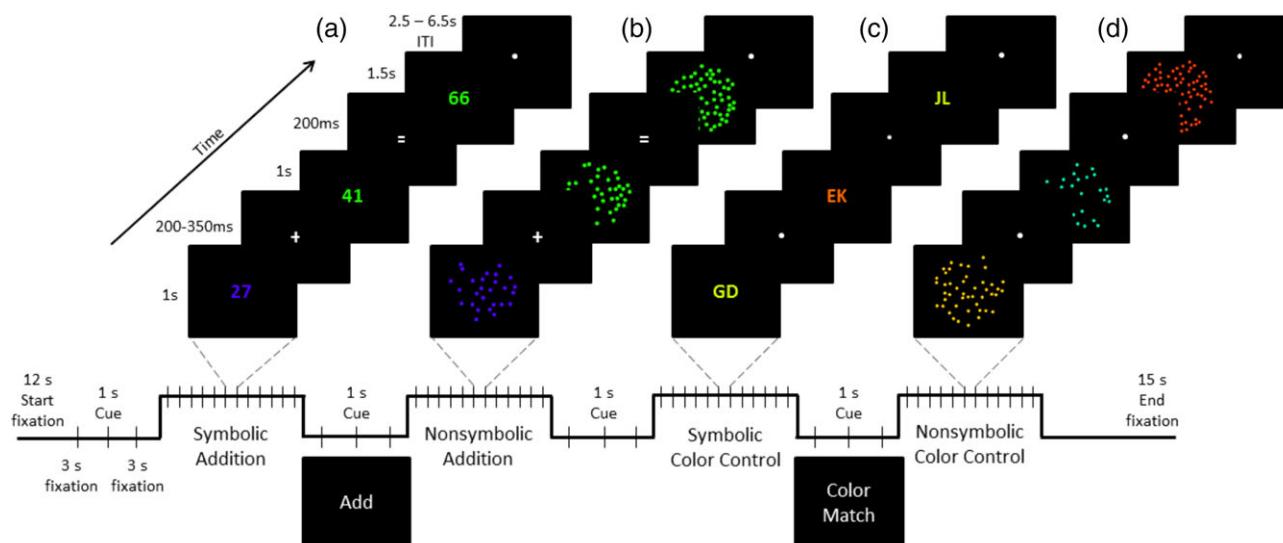 (a)
(b)
(c)
(d)
2.5 – 6.5s
ITI
1.5s
200ms
1s
200-350ms
1s
Time
66
=
41
+
27
=
+
JL
EK
GD
12 s
Start
fixation
1 s
Cue
3 s
fixation
3 s
fixation
Symbolic
Addition
1 s
Cue
Add
Nonsymbolic
Addition
1 s
Cue
Symbolic
Color Control
1 s
Cue
Color
Match
Nonsymbolic
Color Control
15 s
End
fixation